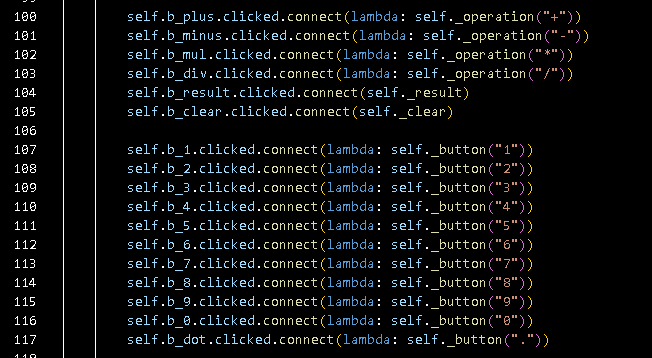 100 self.b_plus.clicked.connect(lambda: self._operation("+"))
101 self.b_minus.clicked.connect(lambda: self._operation("-"))
102 self.b_mul.clicked.connect(lambda: self._operation("*"))
103 self.b_div.clicked.connect(lambda: self._operation("/"))
104 self.b_result.clicked.connect(self._result)
105 self.b_clear.clicked.connect(self._clear)
106
107 self.b_1.clicked.connect(lambda: self._button("1"))
108 self.b_2.clicked.connect(lambda: self._button("2"))
109 self.b_3.clicked.connect(lambda: self._button("3"))
110 self.b_4.clicked.connect(lambda: self._button("4"))
111 self.b_5.clicked.connect(lambda: self._button("5"))
112 self.b_6.clicked.connect(lambda: self._button("6"))
113 self.b_7.clicked.connect(lambda: self._button("7"))
114 self.b_8.clicked.connect(lambda: self._button("8"))
115 self.b_9.clicked.connect(lambda: self._button("9"))
116 self.b_0.clicked.connect(lambda: self._button("0"))
117 self.b_dot.clicked.connect(lambda: self._button("."))